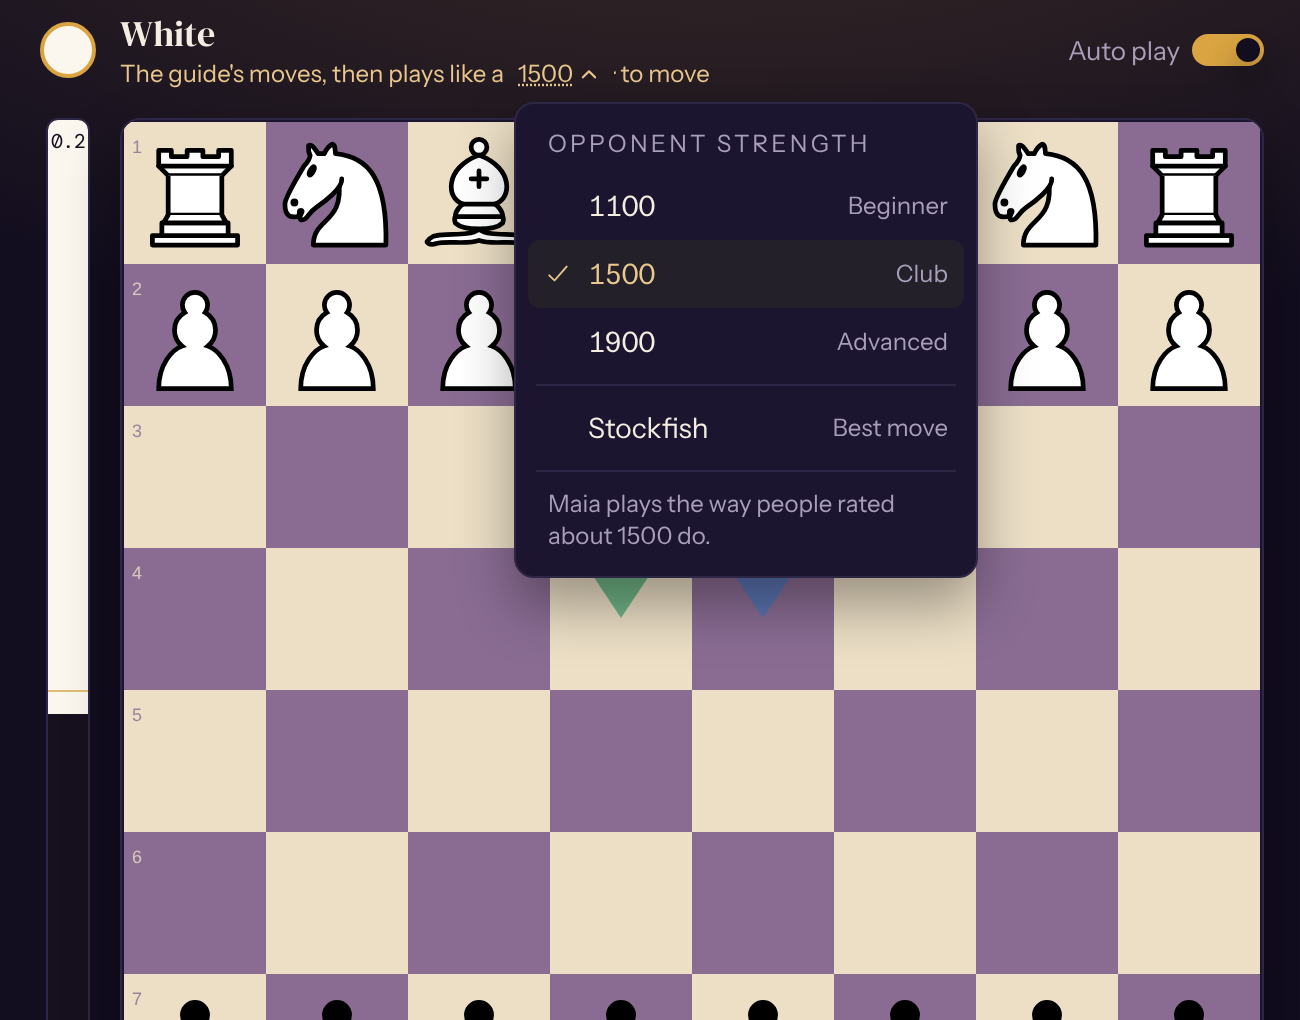 White
The guide's moves, then plays like a 1500 · to move
Auto play
0.2
OPPONENT STRENGTH
1100 Beginner
1500 Club
1900 Advanced
Stockfish Best move
Maia plays the way people rated
about 1500 do.
1
2
3
4
5
6
7